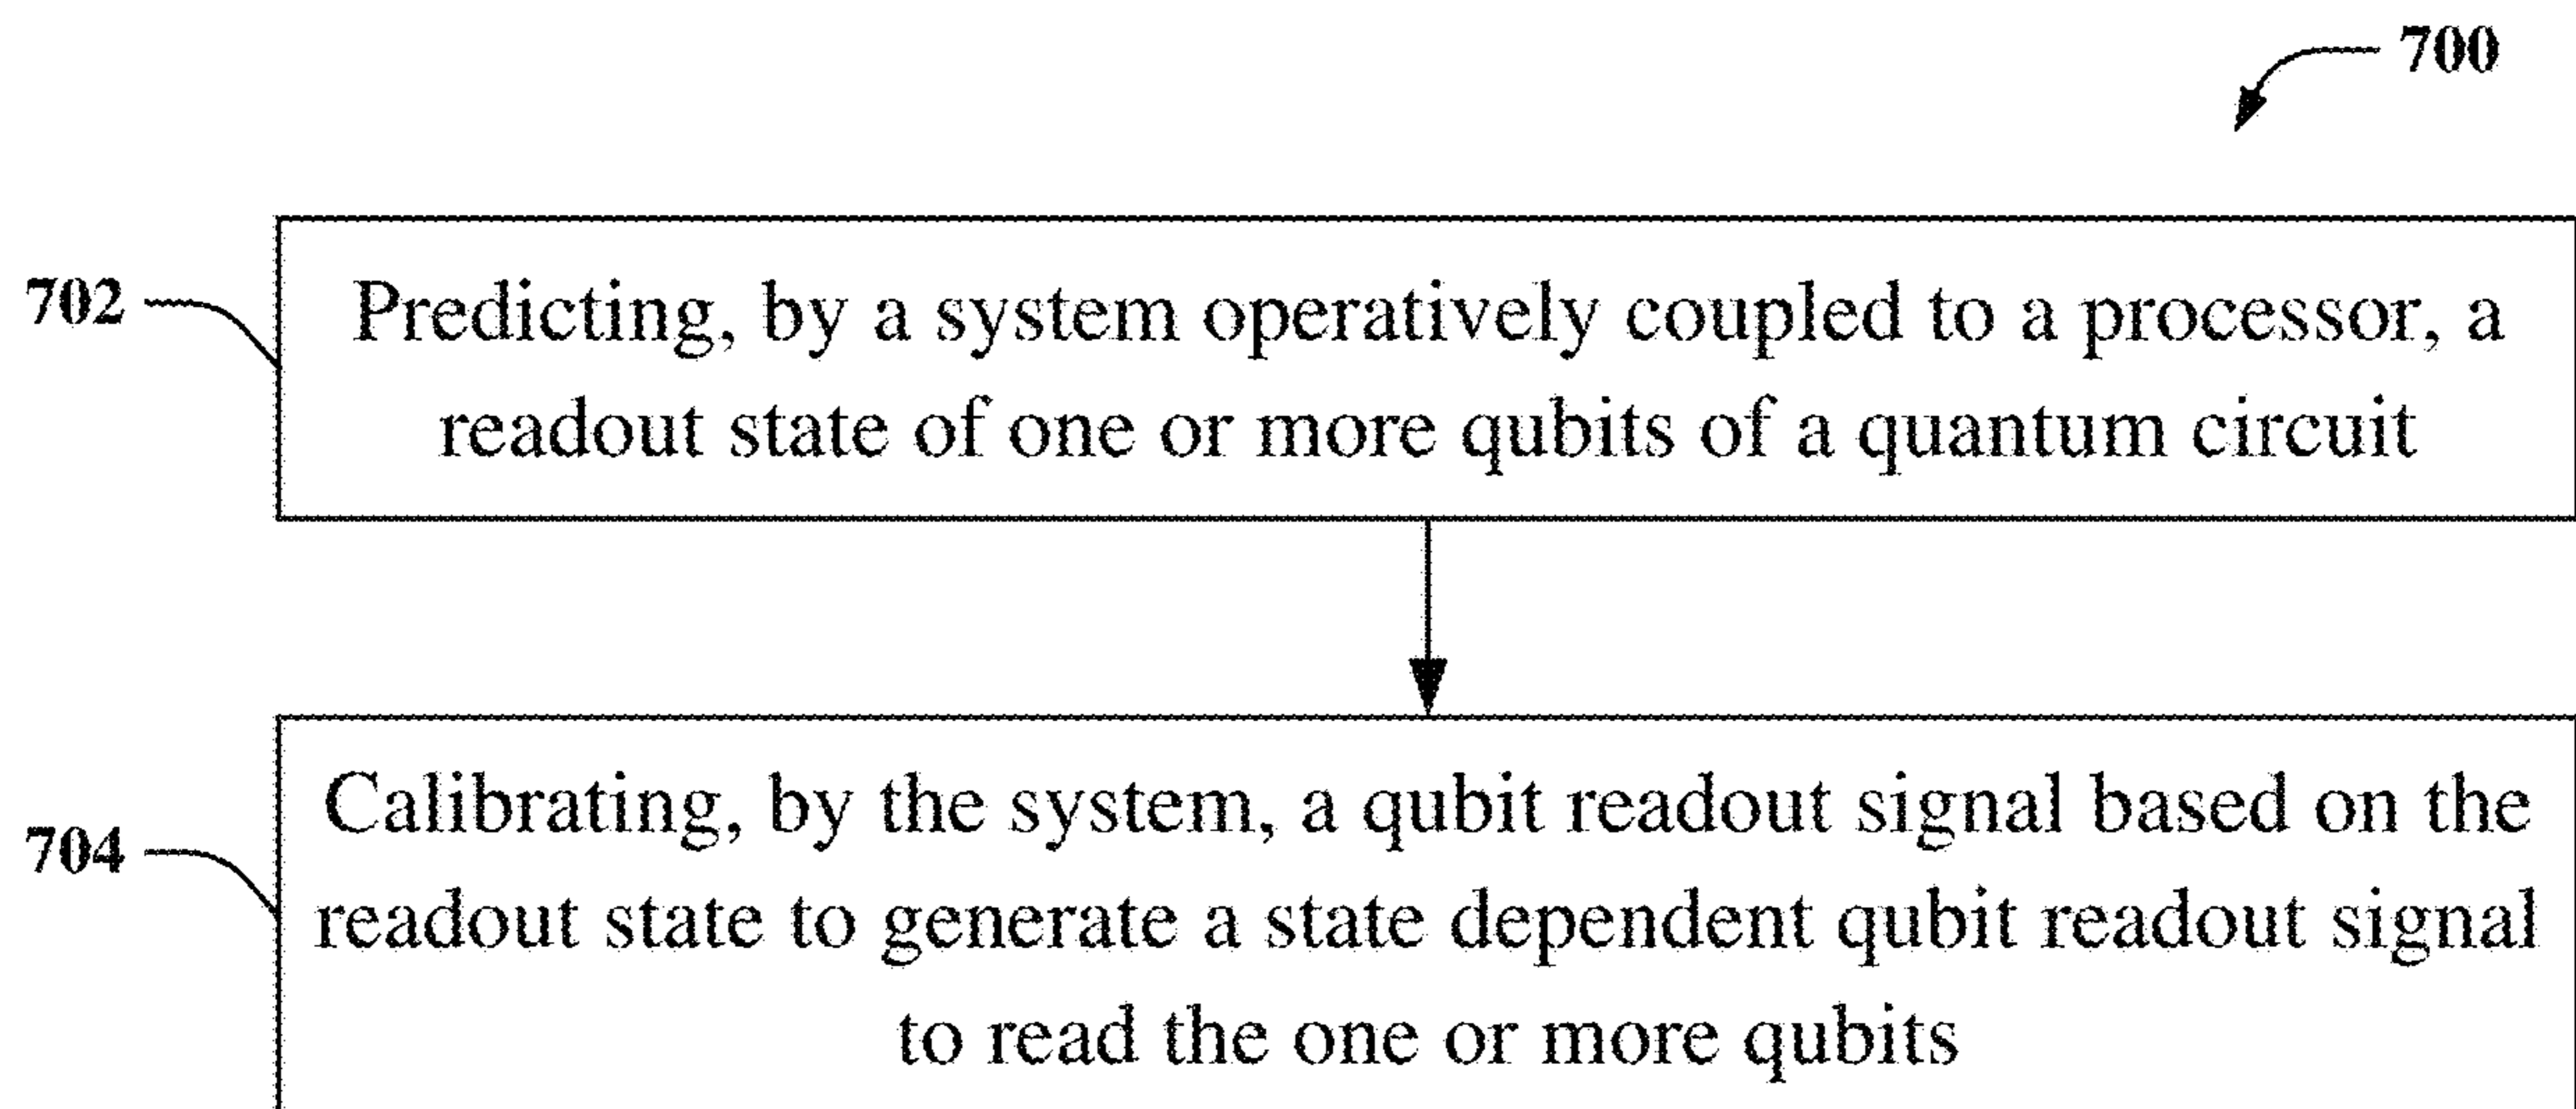 700
702
Predicting, by a system operatively coupled to a processor, a
readout state of one or more qubits of a quantum circuit
704
Calibrating, by the system, a qubit readout signal based on the
readout state to generate a state dependent qubit readout signal
to read the one or more qubits